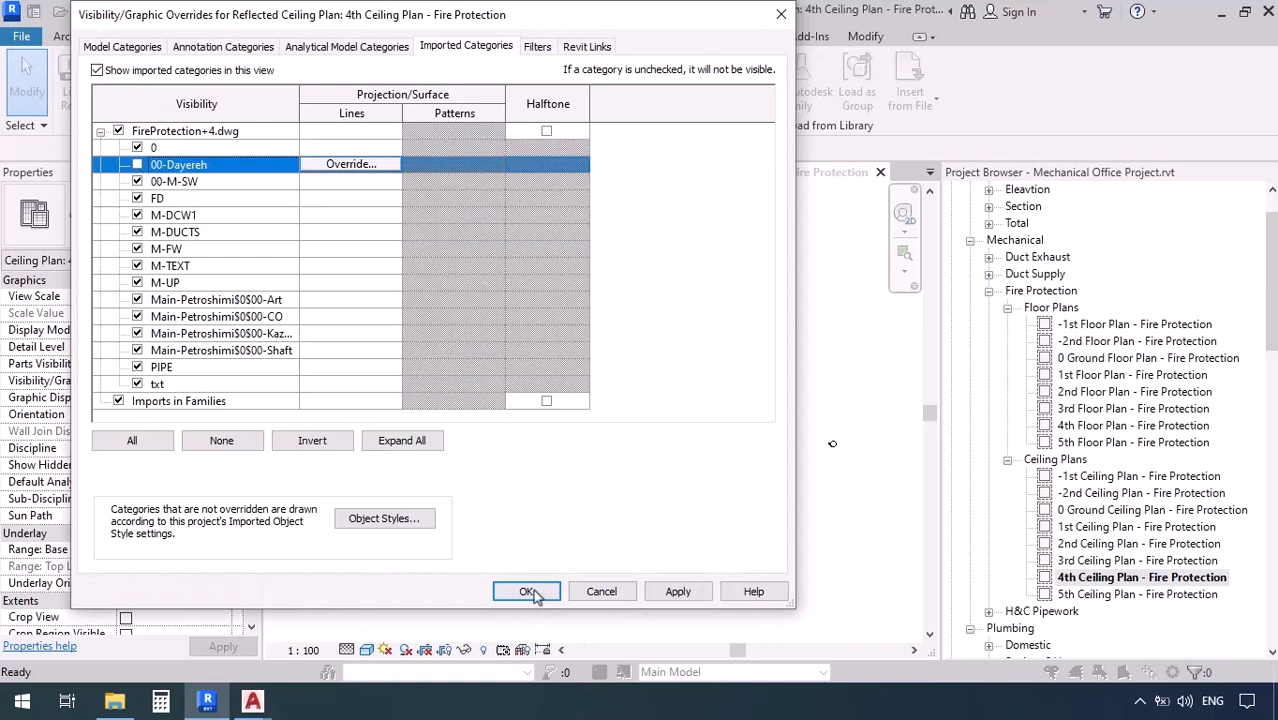 Visibility/Graphic Overrides for Reflected Ceiling Plan: 4th Ceiling Plan - Fire Protection
: 4th Ceiling Plan - Fire Prot...
Sign In
File
Add-Ins
Modify
Model Categories
Annotation Categories
Analytical Model Categories
Imported Categories
Filters
Revit Links
Show imported categories in this view
If a category is unchecked, it will not be visible.
Modify
Select
Load as
Group
Insert
from File
ad from Library
Visibility
Projection/Surface
Halftone
Lines
Patterns
FireProtection+4.dwg
0
00-Dayereh
Override...
00-M-SW
FD
M-DCW1
M-DUCTS
M-FW
M-TEXT
M-UP
Main-Petroshimi$0$00-Art
Main-Petroshimi$0$00-CO
Main-Petroshimi$0$00-Kaz...
Main-Petroshimi$0$00-Shaft
PIPE
txt
Imports in Families
All
None
Invert
Expand All
Categories that are not overridden are drawn
according to this project's Imported Object
Style settings.
Object Styles...
OK
Cancel
Apply
Help
Properties
Ceiling Plan: 4
Graphics
View Scale
Scale Value
Display Mod
Detail Level
Parts Visibility
Visibility/Gra
Graphic Disp
Orientation
Wall Join Dis
Discipline
Show Hidden
Default Analy
Sub-Disciplin
Sun Path
Underlay
Range: Base
Range: Top L
Underlay Orie
Extents
Crop View
Crop Region Visible
Properties help
Apply
ire Protection
2D
Project Browser - Mechanical Office Project.rvt
Eleavtion
Section
Total
Mechanical
Duct Exhaust
Duct Supply
Fire Protection
Floor Plans
-1st Floor Plan - Fire Protection
-2nd Floor Plan - Fire Protection
0 Ground Floor Plan - Fire Protection
1st Floor Plan - Fire Protection
2nd Floor Plan - Fire Protection
3rd Floor Plan - Fire Protection
4th Floor Plan - Fire Protection
5th Floor Plan - Fire Protection
Ceiling Plans
-1st Ceiling Plan - Fire Protection
-2nd Ceiling Plan - Fire Protection
0 Ground Ceiling Plan - Fire Protection
1st Ceiling Plan - Fire Protection
2nd Ceiling Plan - Fire Protection
3rd Ceiling Plan - Fire Protection
4th Ceiling Plan - Fire Protection
5th Ceiling Plan - Fire Protection
H&C Pipework
Plumbing
Domestic
1 : 100
Ready
:0
Main Model
:0
ENG